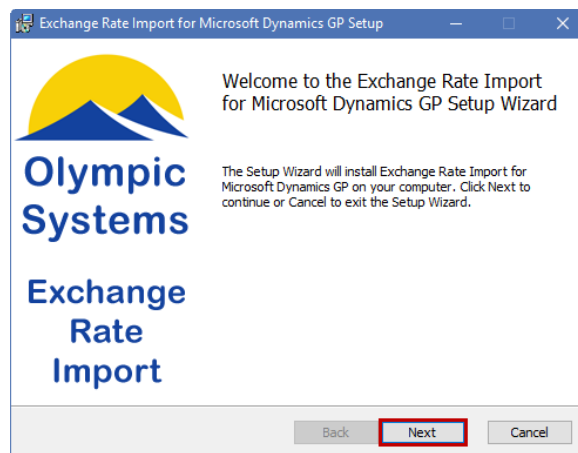 Exchange Rate Import for Microsoft Dynamics GP Setup
Welcome to the Exchange Rate Import
for Microsoft Dynamics GP Setup Wizard
Olympic
Systems
The Setup Wizard will install Exchange Rate Import for
Microsoft Dynamics GP on your computer. Click Next to
continue or Cancel to exit the Setup Wizard.
Exchange
Rate
Import
Back Next Cancel